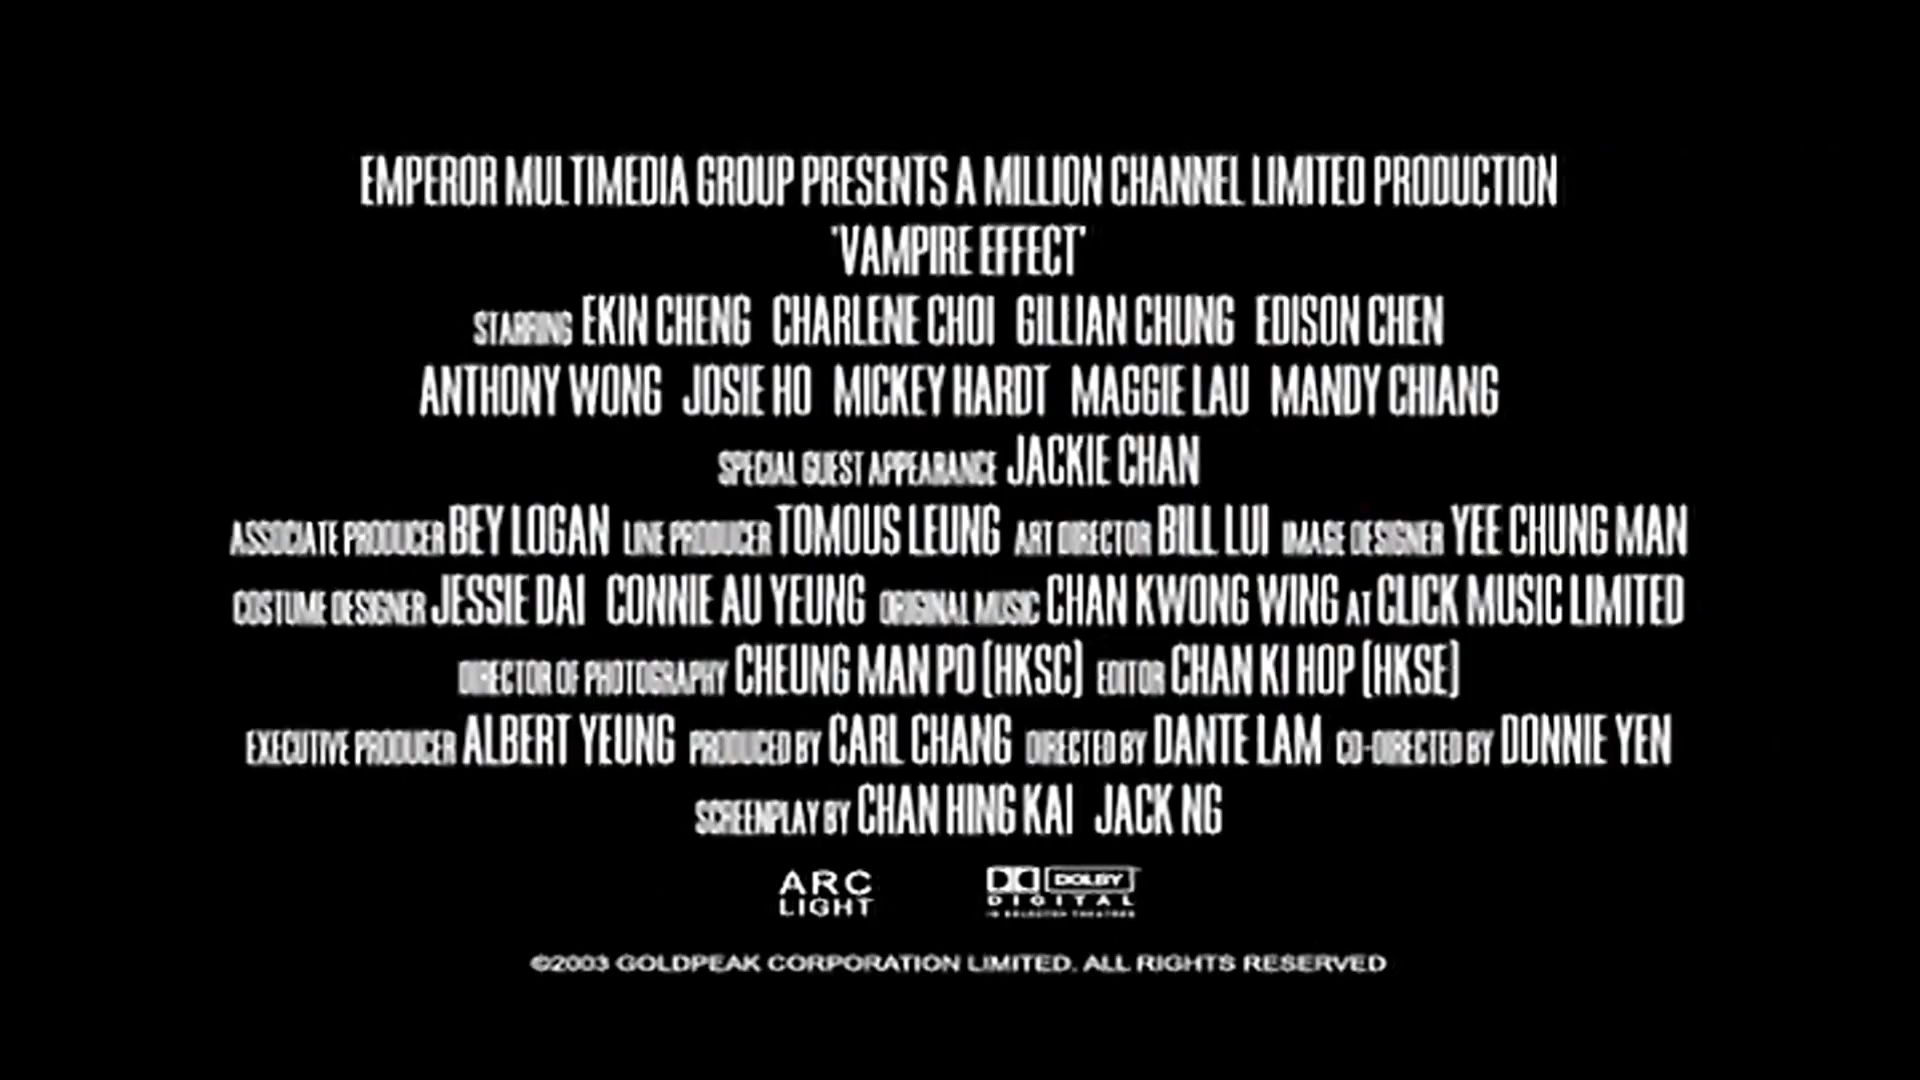 EMPEROR MULTIMEDIA GROUP PRESENTS A MILLION CHANNEL LIMITED PRODUCTION
'VAMPIRE EFFECT'
STARRING EKIN CHENG CHARLENE CHOI GILLIAN CHUNG EDISON CHEN
ANTHONY WONG JOSIE HO MICKEY HARDT MAGGIE LAU MANDY CHIANG
SPECIAL GUEST APPEARANCE JACKIE CHAN
ASSOCIATE PRODUCER BEY LOGAN LINE PRODUCER TOMOUS LEUNG ART DIRECTOR BILL LUI IMAGE DESIGNER YEE CHUNG MAN
COSTUME DESIGNER JESSIE DAI CONNIE AU YEUNG ORIGINAL MUSIC CHAN KWONG WING AT CLICK MUSIC LIMITED
DIRECTOR OF PHOTOGRAPHY CHEUNG MAN PO (HKSC) EDITOR CHAN KI HOP (HKSE)
EXECUTIVE PRODUCER ALBERT YEUNG PRODUCED BY CARL CHANG DIRECTED BY DANTE LAM CO-DIRECTED BY DONNIE YEN
SCREENPLAY BY CHAN HING KAI JACK NG
ARC
LIGHT
DOLBY
DIGITAL
IN SELECTED THEATRES
©2003 GOLDPEAK CORPORATION LIMITED. ALL RIGHTS RESERVED